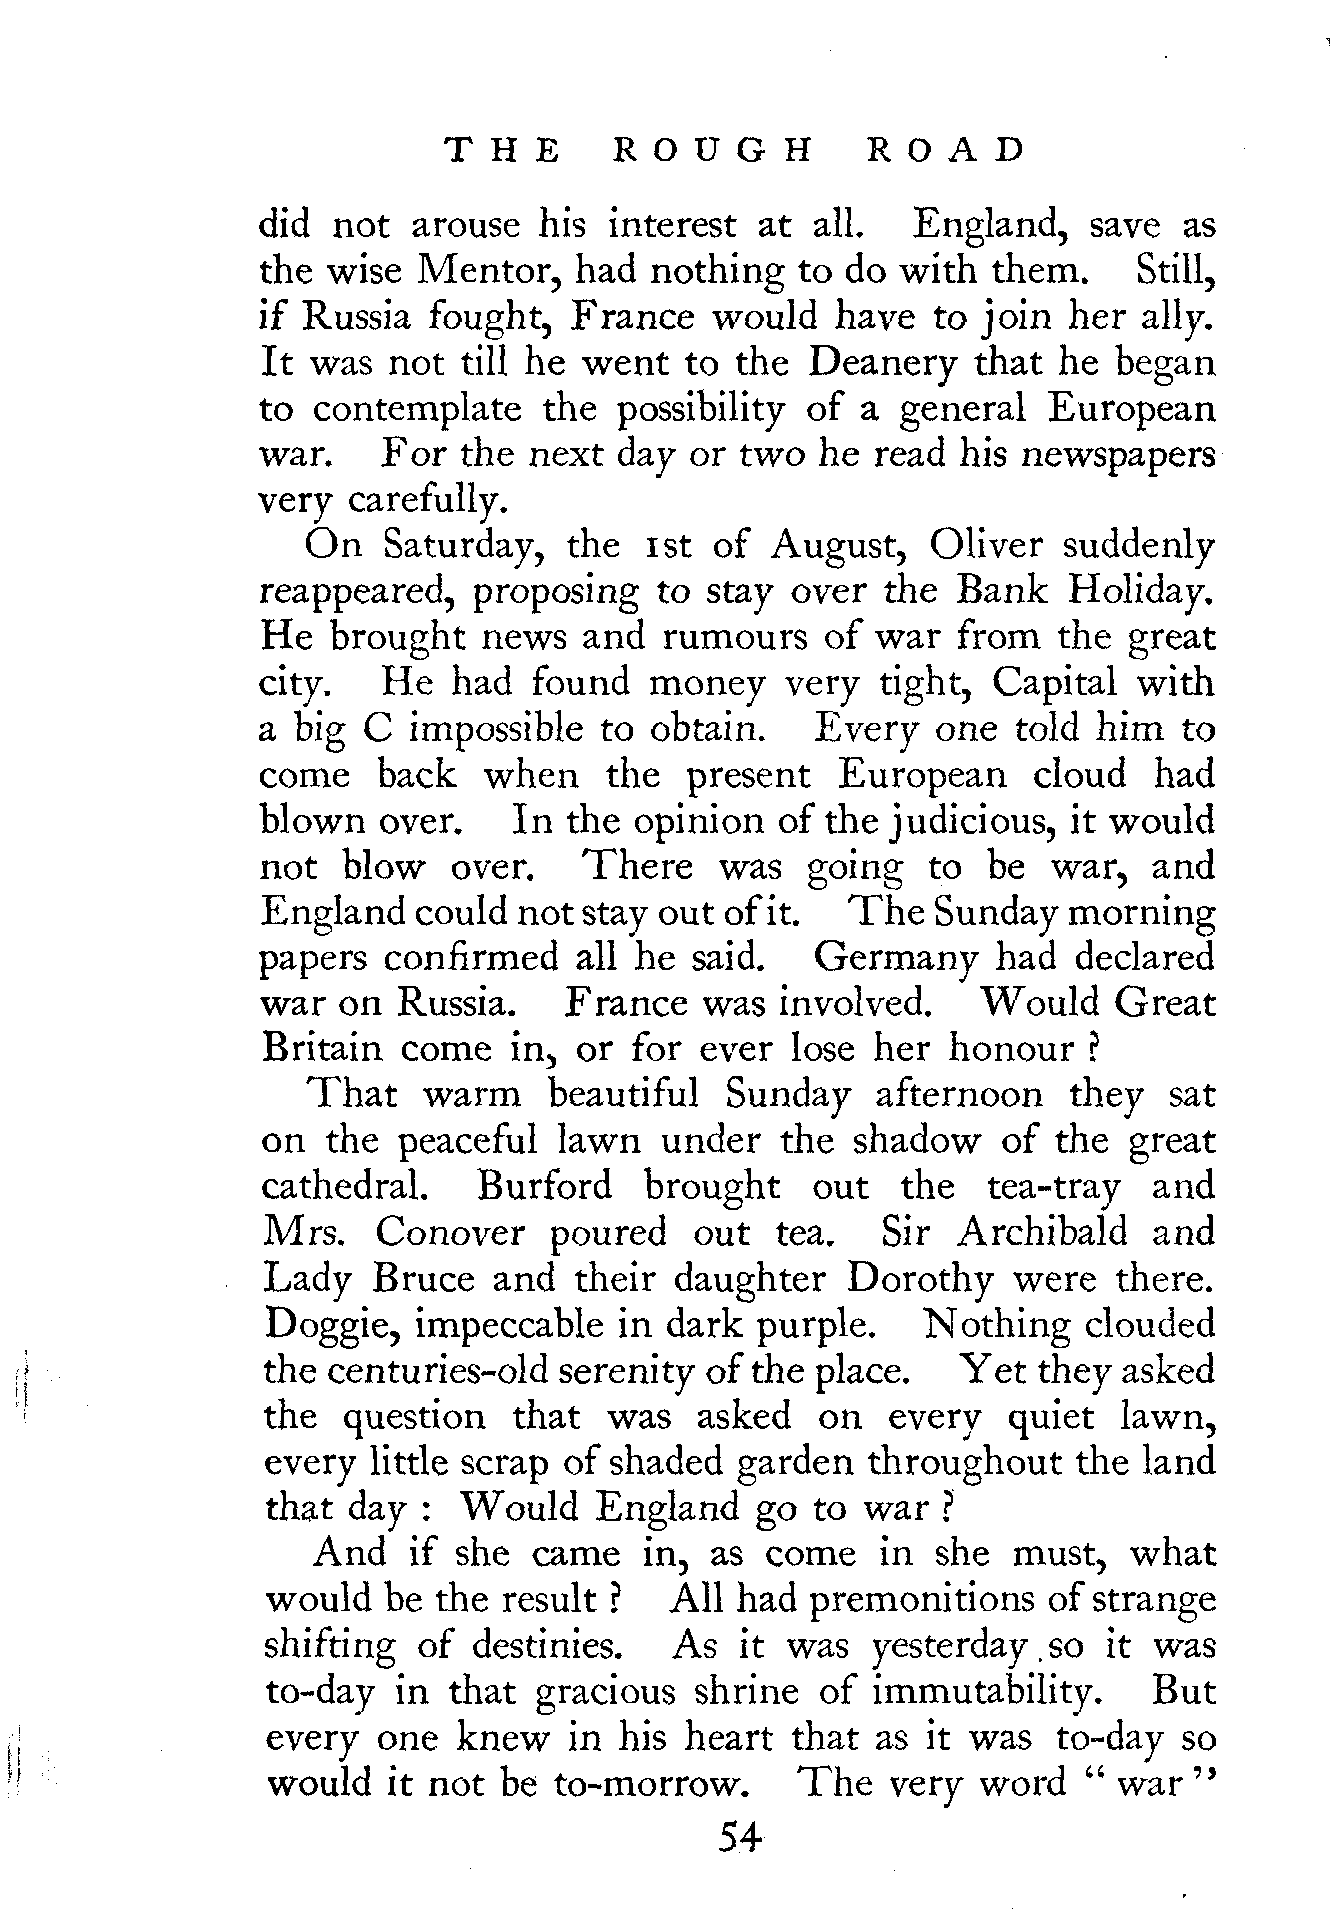 THE ROUGH ROAD
did not arouse his interest at all. England, save as
the wise Mentor, had nothing to do with them. Still,
if Russia fought, France would have to join her ally.
It was not till he went to the Deanery that he began
to contemplate the possibility of a general European
war. For the next day or two he read his newspapers
very carefully.
On Saturday, the 1st of August, Oliver suddenly
reappeared, proposing to stay over the Bank Holiday.
He brought news and rumours of war from the great
city. He had found money very tight, Capital with
a big C impossible to obtain. Every one told him to
come back when the present European cloud had
blown over. In the opinion of the judicious, it would
not blow over. There was going to be war, and
England could not stay out of it. The Sunday morning
papers confirmed all he said. Germany had declared
war on Russia. France was involved. Would Great
Britain come in, or for ever lose her honour ?
That warm beautiful Sunday afternoon they sat
on the peaceful lawn under the shadow of the great
cathedral. Burford brought out the tea-tray and
Mrs. Conover poured out tea. Sir Archibald and
Lady Bruce and their daughter Dorothy were there.
Doggie, impeccable in dark purple. Nothing clouded
the centuries-old serenity of the place. Yet they asked
the question that was asked on every quiet lawn,
every little scrap of shaded garden throughout the land
that day : Would England go to war ?
And if she came in, as come in she must, what
would be the result ? All had premonitions of strange
shifting of destinies. As it was yesterday so it was
to-day in that gracious shrine of immutability. But
every one knew in his heart that as it was to-day so
would it not be to-morrow. The very word “ war ”
54